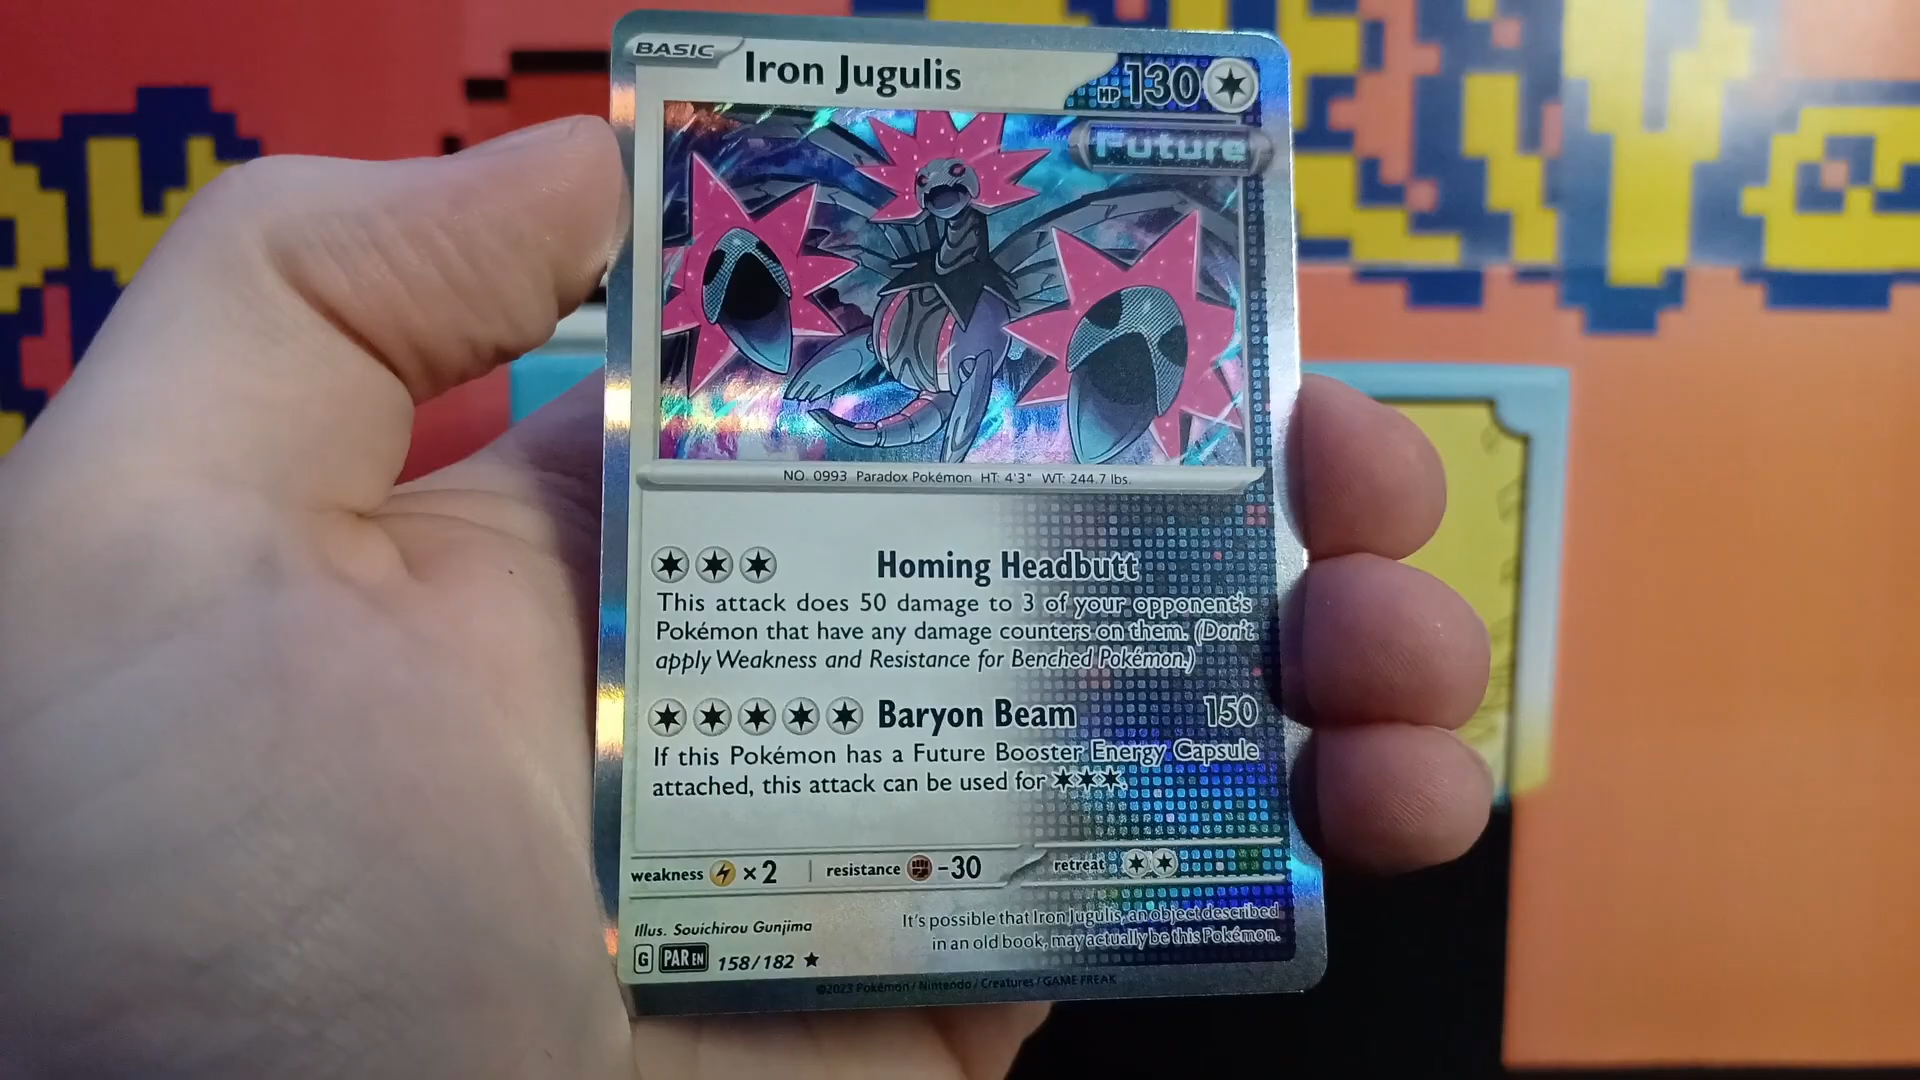 BASIC Iron Jugulis HP 130
Future
NO. 0993 Paradox Pokémon HT: 4'3" WT: 244.7 lbs.
Homing Headbutt
This attack does 50 damage to 3 of your opponent's
Pokémon that have any damage counters on them. (Don't
apply Weakness and Resistance for Benched Pokémon.)
Baryon Beam 150
If this Pokémon has a Future Booster Energy Capsule
attached, this attack can be used for
weakness ×2 resistance -30 retreat
Illus. Souichirou Gunjima
It's possible that Iron Jugulis, an object described
in an old book, may actually be this Pokémon.
G PAR EN 158/182 ★
©2023 Pokémon / Nintendo / Creatures / GAME FREAK